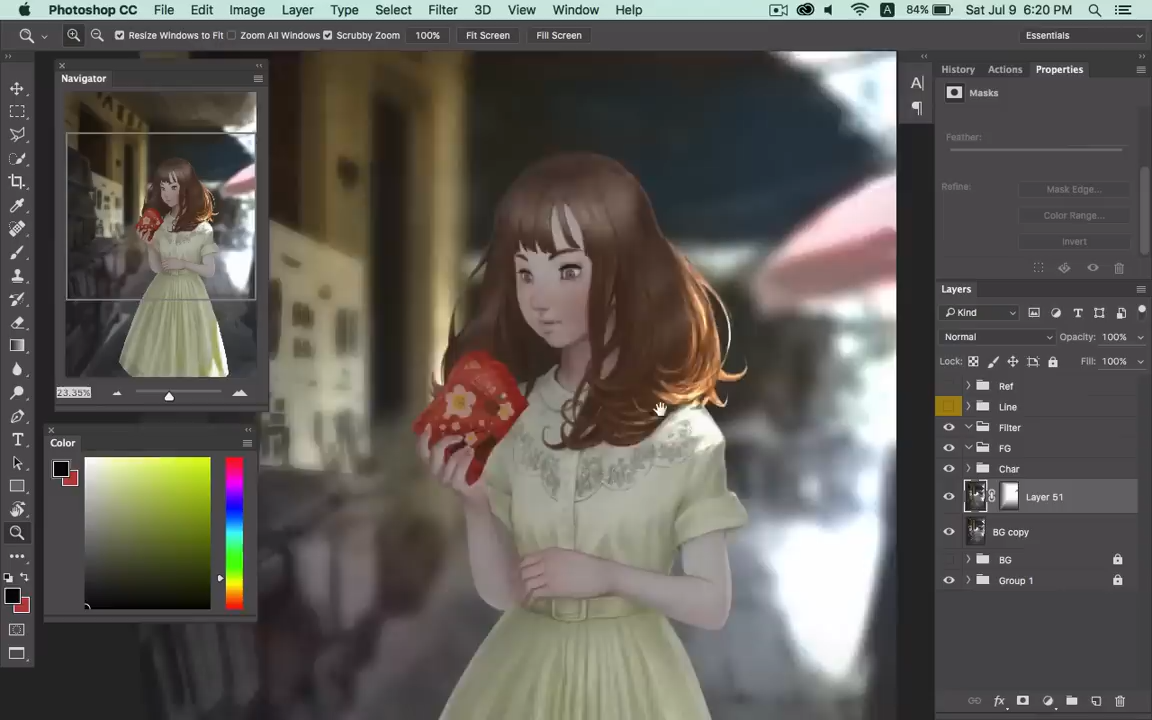 Photoshop CC File Edit Image Layer Type Select Filter 3D View Window Help A 84% Sat Jul 9 6:20 PM
Resize Windows to Fit Zoom All Windows Scrubby Zoom 100% Fit Screen Fill Screen Essentials
Navigator
23.35%
Color
History Actions Properties
Masks
Feather:
Refine:
Mask Edge...
Color Range...
Invert
Layers
Kind
Normal Opacity: 100%
Lock: Fill: 100%
Ref
Line
Filter
FG
Char
Layer 51
BG copy
BG
Group 1